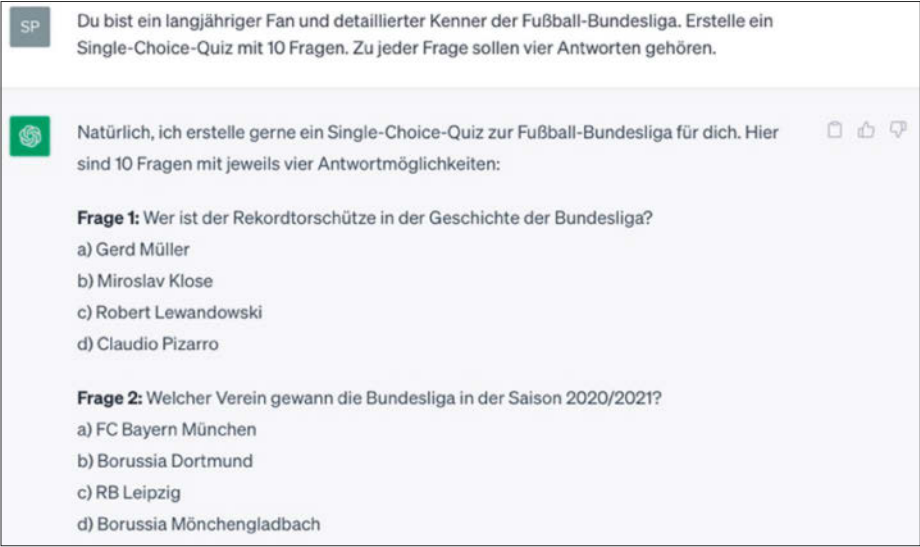 SP
Du bist ein langjähriger Fan und detaillierter Kenner der Fußball-Bundesliga. Erstelle ein
Single-Choice-Quiz mit 10 Fragen. Zu jeder Frage sollen vier Antworten gehören.
Natürlich, ich erstelle gerne ein Single-Choice-Quiz zur Fußball-Bundesliga für dich. Hier
sind 10 Fragen mit jeweils vier Antwortmöglichkeiten:
Frage 1: Wer ist der Rekordtorschütze in der Geschichte der Bundesliga?
a) Gerd Müller
b) Miroslav Klose
c) Robert Lewandowski
d) Claudio Pizarro
Frage 2: Welcher Verein gewann die Bundesliga in der Saison 2020/2021?
a) FC Bayern München
b) Borussia Dortmund
c) RB Leipzig
d) Borussia Mönchengladbach